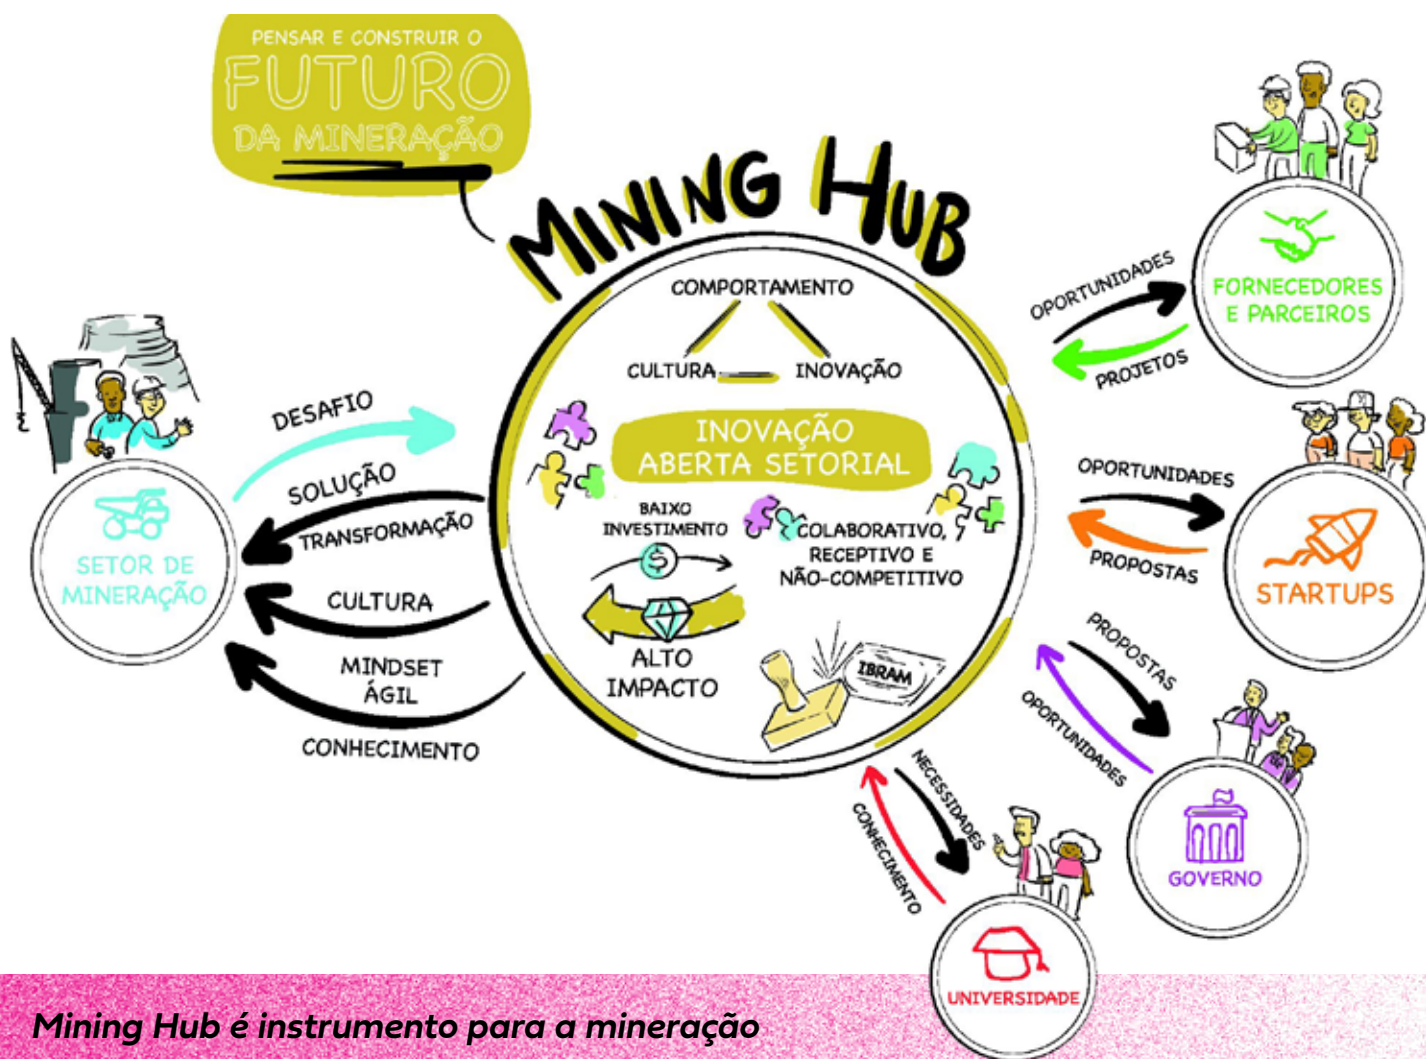 PENSAR E CONSTRUIR O
FUTURO
DA MINERAÇÃO
MINING HUB
COMPORTAMENTO
CULTURA
INOVAÇÃO
INOVAÇÃO
ABERTA SETORIAL
BAIXO
INVESTIMENTO
$
ALTO
IMPACTO
COLABORATIVO,
RECEPTIVO E
NÃO-COMPETITIVO
IBRAM
DESAFIO
SOLUÇÃO
TRANSFORMAÇÃO
CULTURA
MINDSET
ÁGIL
CONHECIMENTO
SETOR DE
MINERAÇÃO
OPORTUNIDADES
PROJETOS
FORNECEDORES
E PARCEIROS
OPORTUNIDADES
PROPOSTAS
STARTUPS
PROPOSTAS
OPORTUNIDADES
GOVERNO
NECESSIDADES
CONHECIMENTO
UNIVERSIDADE
Mining Hub é instrumento para a mineração